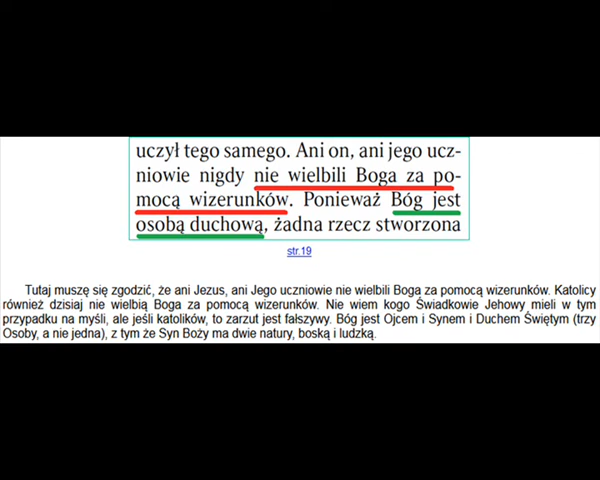 uczył tego samego. Ani on, ani jego ucz-
niowie nigdy nie wielbili Boga za po-
mocą wizerunków. Ponieważ Bóg jest
osobą duchową, żadna rzecz stworzona
str.19
Tutaj muszę się zgodzić, że ani Jezus, ani Jego uczniowie nie wielbili Boga za pomocą wizerunków. Katolicy
również dzisiaj nie wielbią Boga za pomocą wizerunków. Nie wiem kogo Świadkowie Jehowy mieli w tym
przypadku na myśli, ale jeśli katolików, to zarzut jest fałszywy. Bóg jest Ojcem i Synem i Duchem Świętym (trzy
Osoby, a nie jedna), z tym że Syn Boży ma dwie natury, boską i ludzką.